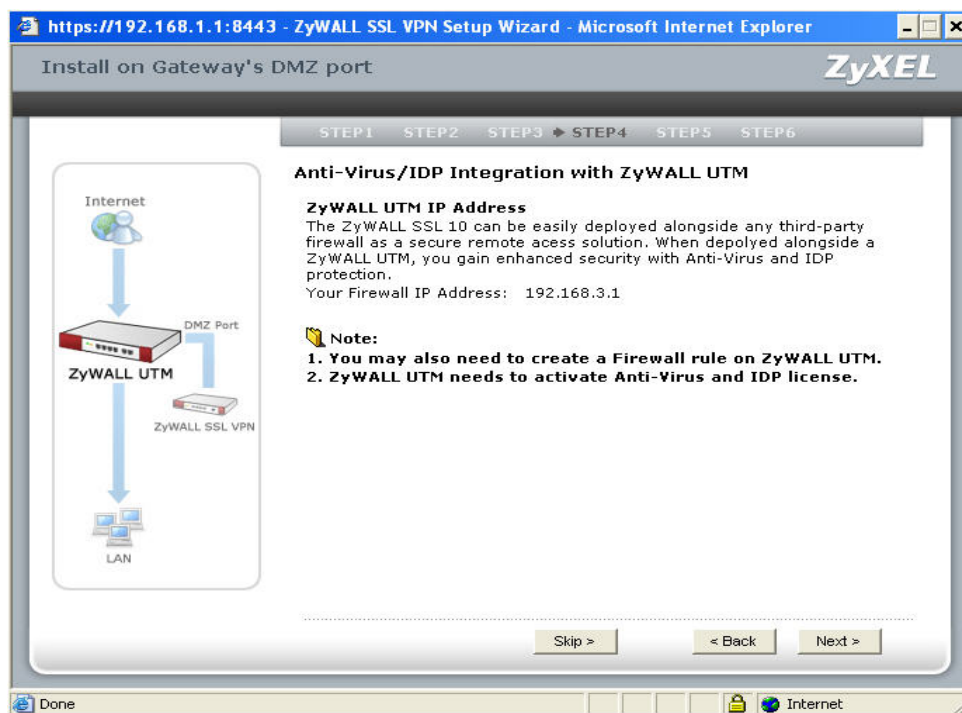 https://192.168.1.1:8443 - ZyWALL SSL VPN Setup Wizard - Microsoft Internet Explorer
Install on Gateway's DMZ port
ZyXEL
STEP1 STEP2 STEP3 STEP4 STEP5 STEP6
Anti-Virus/IDP Integration with ZyWALL UTM
ZyWALL UTM IP Address
The ZyWALL SSL 10 can be easily deployed alongside any third-party
firewall as a secure remote acess solution. When depolyed alongside a
ZyWALL UTM, you gain enhanced security with Anti-Virus and IDP
protection.
Your Firewall IP Address: 192.168.3.1
Note:
1. You may also need to create a Firewall rule on ZyWALL UTM.
2. ZyWALL UTM needs to activate Anti-Virus and IDP license.
Internet
DMZ Port
ZyWALL UTM
ZyWALL SSL VPN
LAN
Skip >
< Back
Next >
Done
Internet